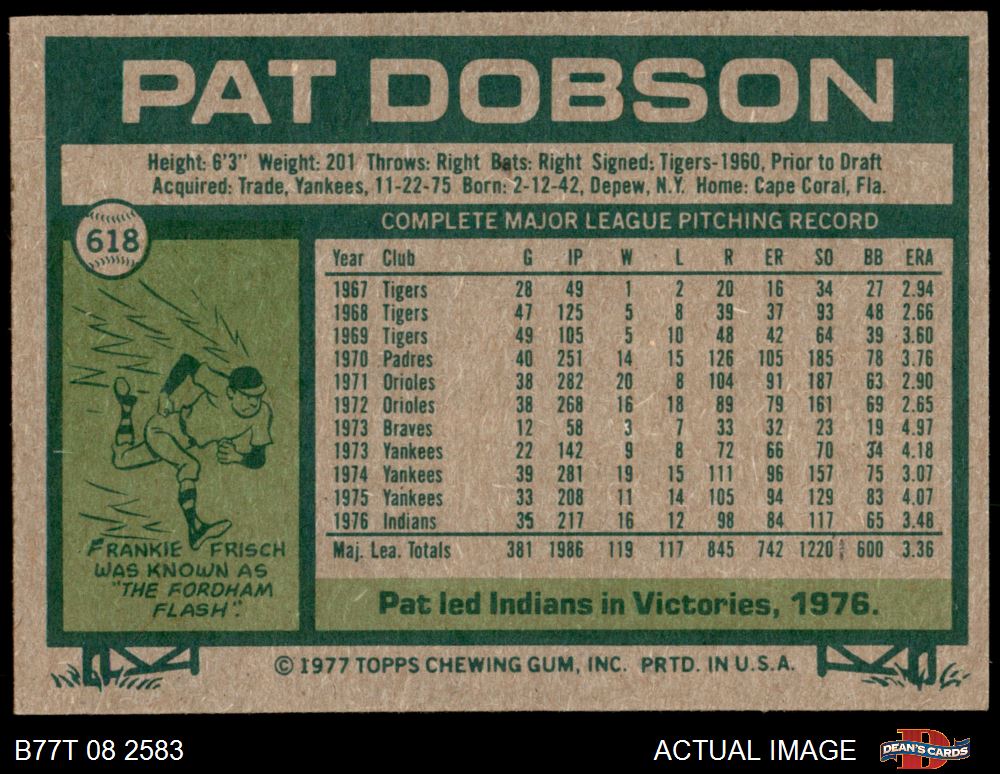 PAT DOBSON
Height: 6'3" Weight: 201 Throws: Right Bats: Right Signed: Tigers-1960, Prior to Draft
Acquired: Trade, Yankees, 11-22-75 Born: 2-12-42, Depew, N.Y. Home: Cape Coral, Fla.
618
COMPLETE MAJOR LEAGUE PITCHING RECORD
Year Club G IP W L R ER SO BB ERA
1967 Tigers 28 49 1 2 20 16 34 27 2.94
1968 Tigers 47 125 5 8 39 37 93 48 2.66
1969 Tigers 49 105 5 10 48 42 64 39 3.60
1970 Padres 40 251 14 15 126 105 185 78 3.76
1971 Orioles 38 282 20 8 104 91 187 63 2.90
1972 Orioles 38 268 16 18 89 79 161 69 2.65
1973 Braves 12 58 3 7 33 32 23 19 4.97
1973 Yankees 22 142 9 8 72 66 70 34 4.18
1974 Yankees 39 281 19 15 111 96 157 75 3.07
1975 Yankees 33 208 11 14 105 94 129 83 4.07
1976 Indians 35 217 16 12 98 84 117 65 3.48
Maj. Lea. Totals 381 1986 119 117 845 742 1220 600 3.36
FRANKIE FRISCH
WAS KNOWN AS
"THE FORDHAM
FLASH".
Pat led Indians in Victories, 1976.
© 1977 TOPPS CHEWING GUM, INC. PRTD. IN U.S.A.
B77T 08 2583
ACTUAL IMAGE
DEAN'S CARDS